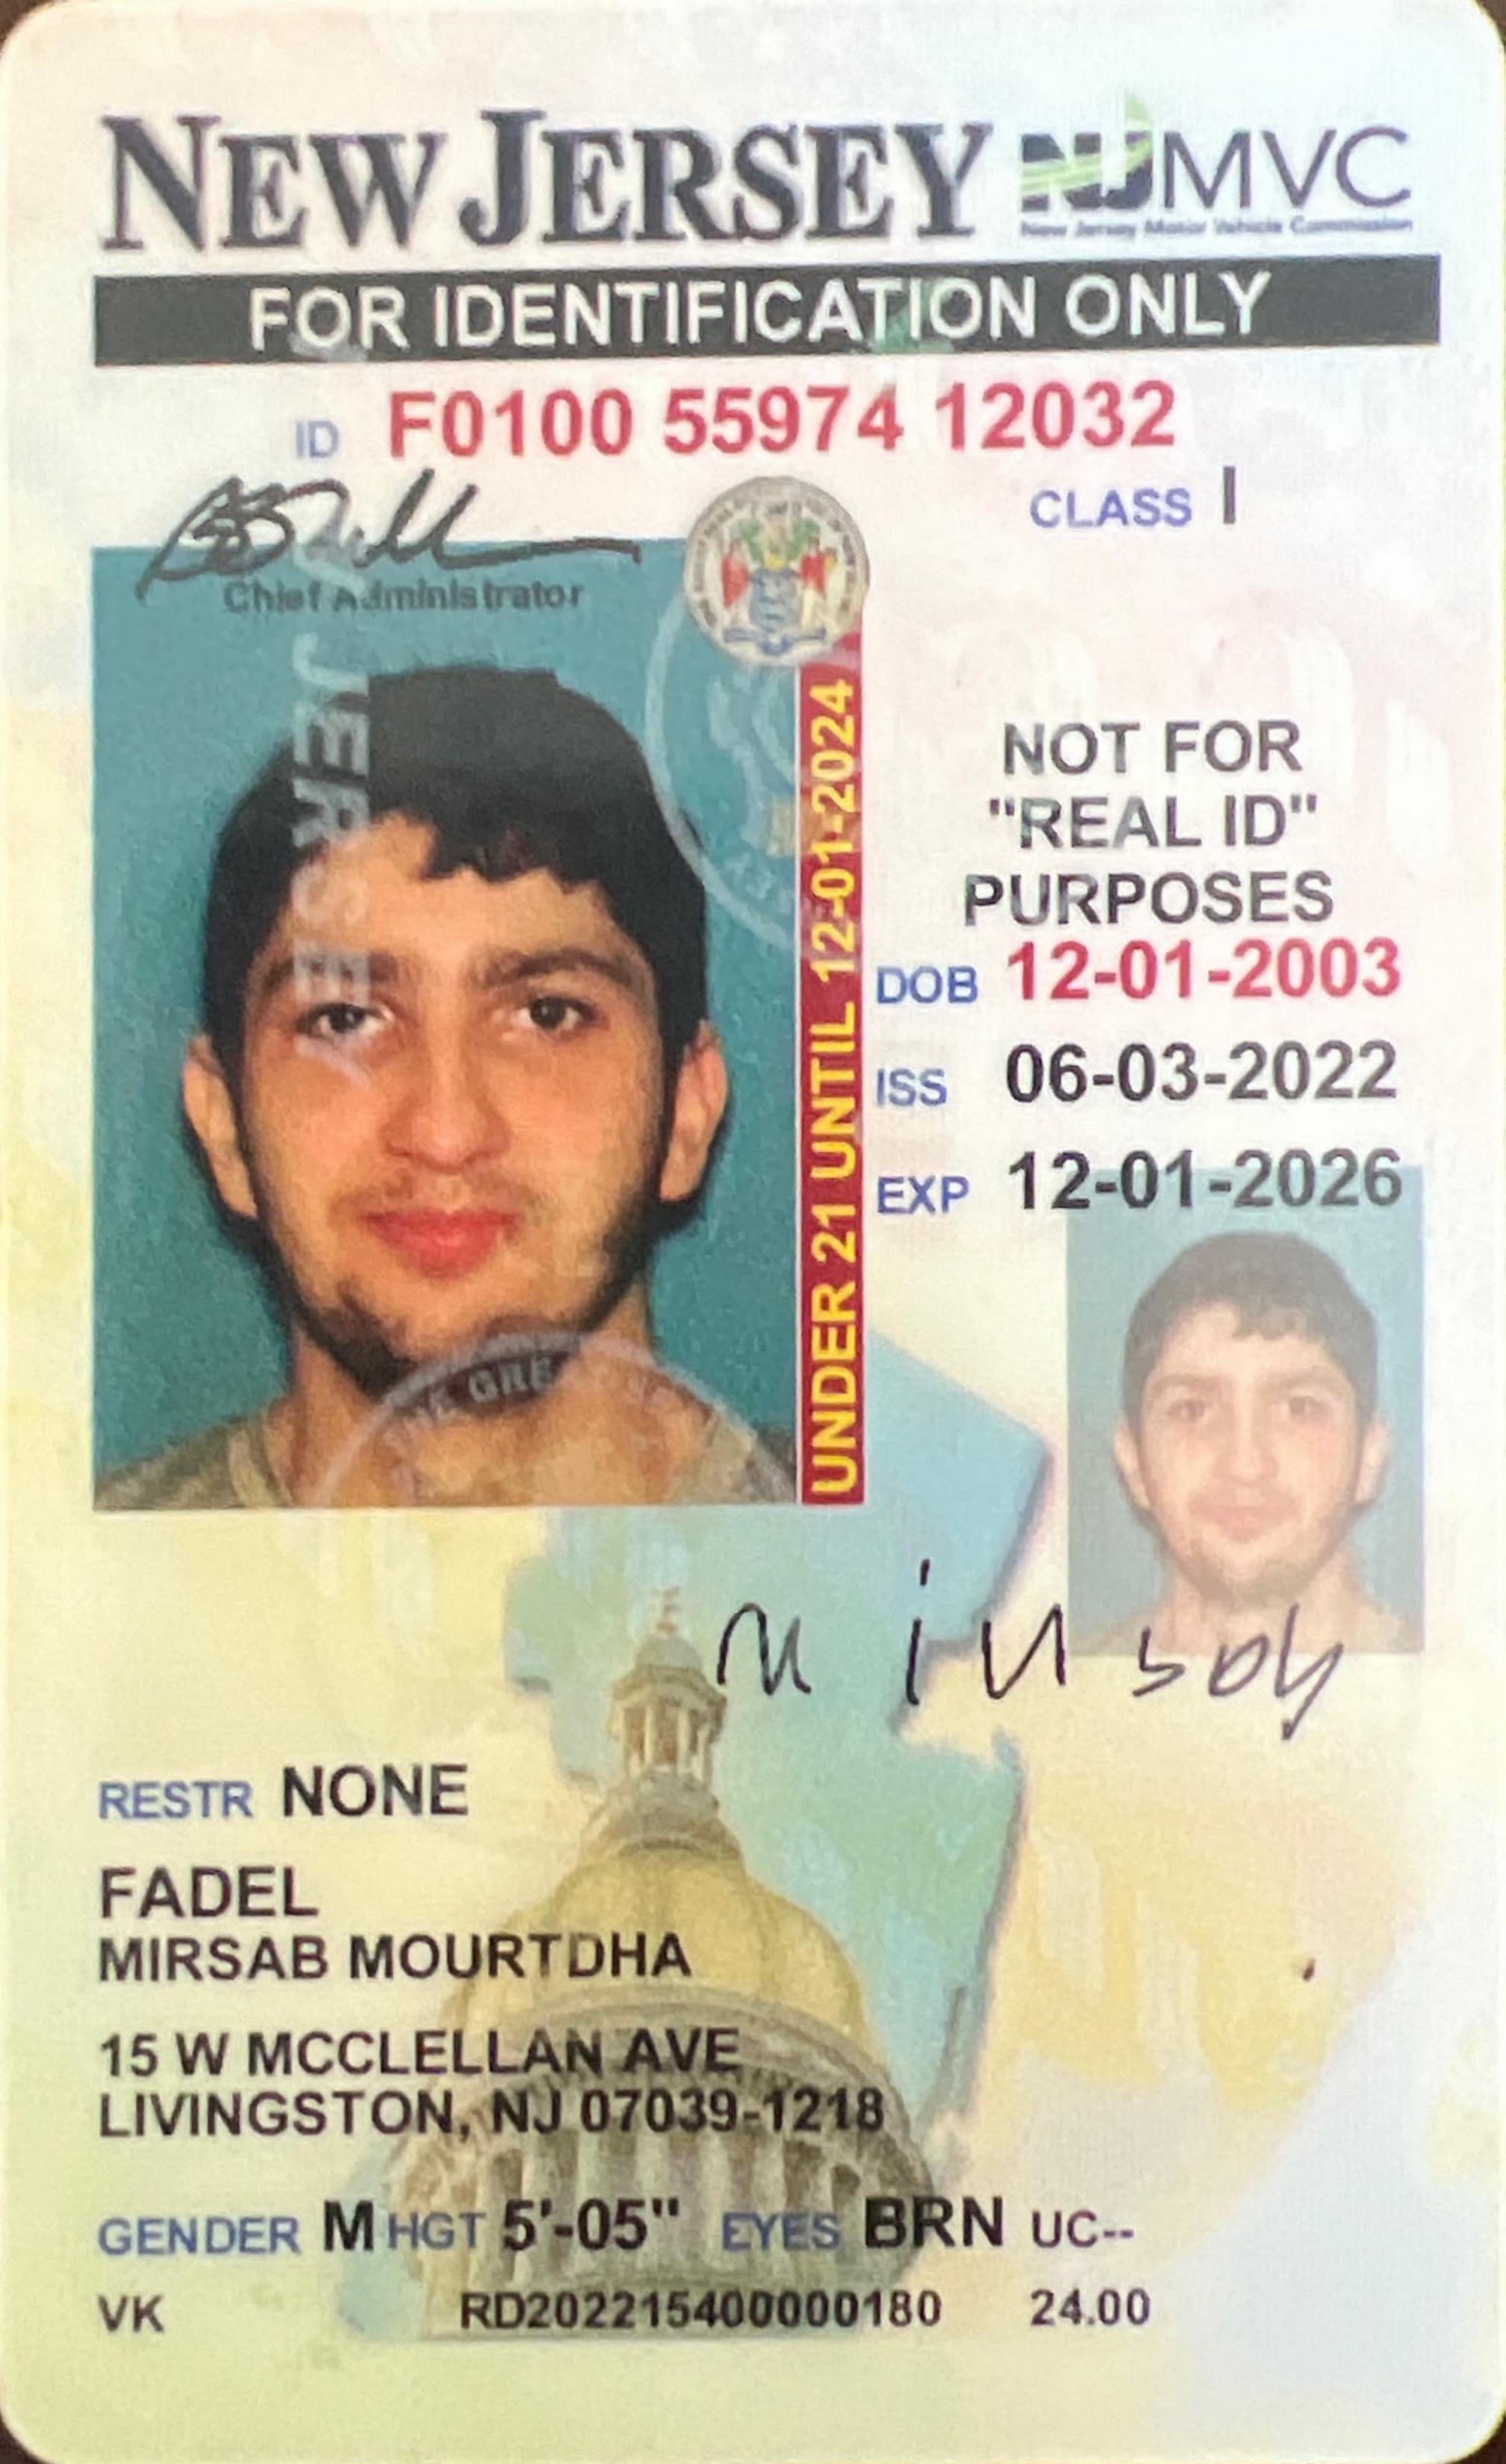 NEW JERSEY NJMVC
New Jersey Motor Vehicle Commission
FOR IDENTIFICATION ONLY
ID F0100 55974 12032
CLASS I
Chief Administrator
NOT FOR
"REAL ID"
PURPOSES
DOB 12-01-2003
ISS 06-03-2022
EXP 12-01-2026
UNDER 21 UNTIL 12-01-2024
JERSEY
THE GRE
RESTR NONE
FADEL
MIRSAB MOURTDHA
15 W MCCLELLAN AVE
LIVINGSTON, NJ 07039-1218
GENDER M HGT 5'-05" EYES BRN UC--
VK RD202215400000180 24.00